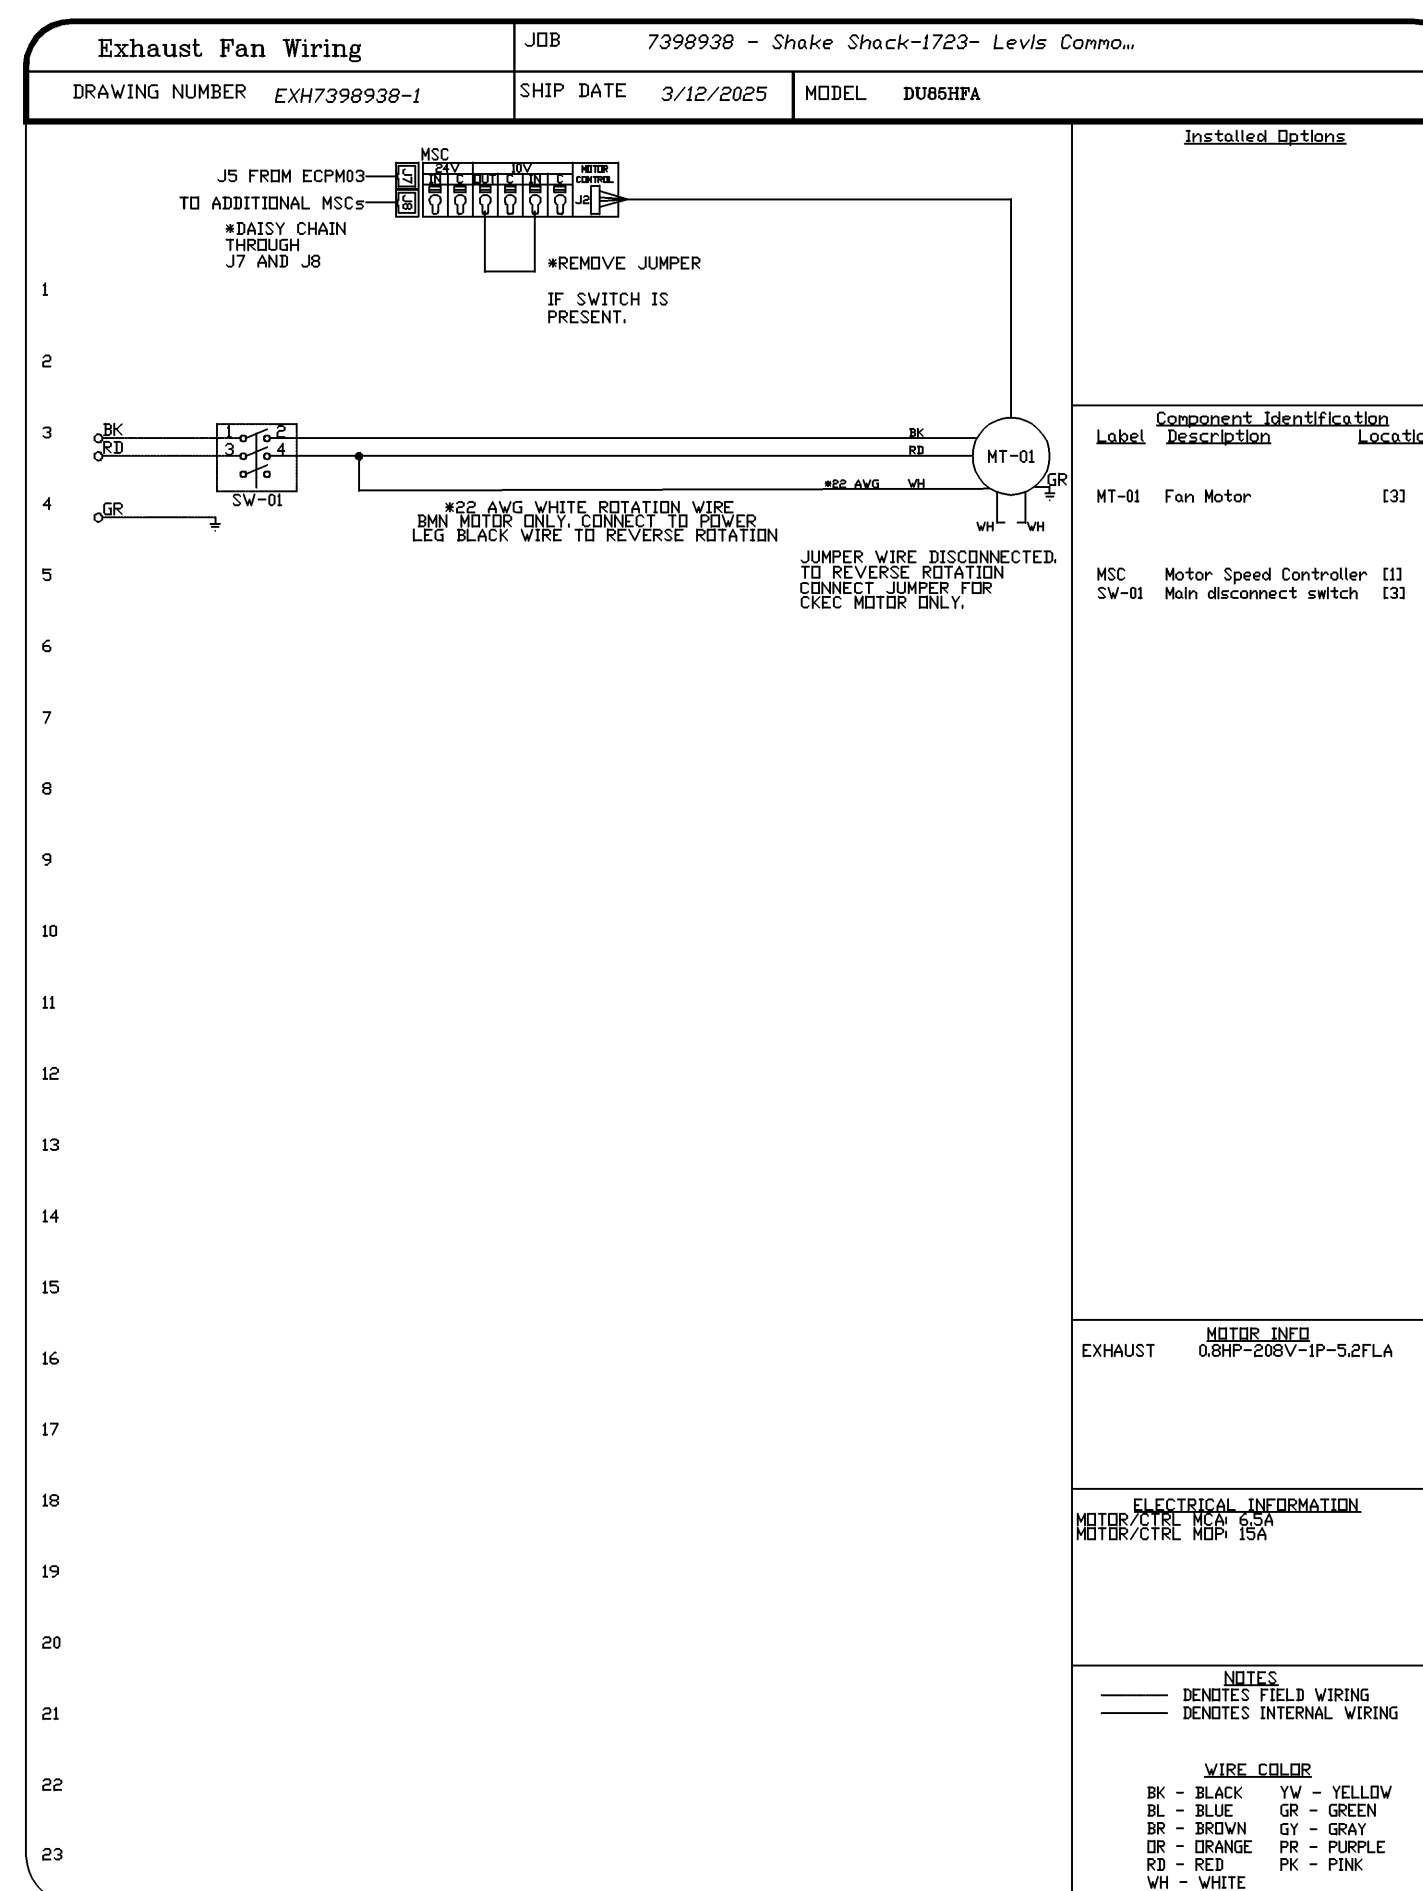 Exhaust Fan Wiring
JOB 7398938 - Shake Shack-1723- Levis Commo...
DRAWING NUMBER EXH7398938-1
SHIP DATE 3/12/2025
MODEL DU85HFA
Installed Options
MSC
24V 10V MOTOR
IN C OUT C IN C CONTROL
J7
J8
J2
J5 FROM ECPM03
TO ADDITIONAL MSCs
*DAISY CHAIN
THROUGH
J7 AND J8
*REMOVE JUMPER
IF SWITCH IS
PRESENT.
1
2
3
BK
RD
1 2
3 4
SW-01
BK
RD
MT-01
*22 AWG WH
GR
4
GR
*22 AWG WHITE ROTATION WIRE
BMN MOTOR ONLY. CONNECT TO POWER
LEG BLACK WIRE TO REVERSE ROTATION
WH WH
JUMPER WIRE DISCONNECTED.
TO REVERSE ROTATION
CONNECT JUMPER FOR
CKEC MOTOR ONLY.
5
6
7
8
9
10
11
12
13
14
15
16
17
18
19
20
21
22
23
Component Identification
Label Description Locatio
MT-01 Fan Motor [3]
MSC Motor Speed Controller [1]
SW-01 Main disconnect switch [3]
MOTOR INFO
EXHAUST 0.8HP-208V-1P-5.2FLA
ELECTRICAL INFORMATION
MOTOR/CTRL MCA: 6.5A
MOTOR/CTRL MOP: 15A
NOTES
DENOTES FIELD WIRING
DENOTES INTERNAL WIRING
WIRE COLOR
BK - BLACK YW - YELLOW
BL - BLUE GR - GREEN
BR - BROWN GY - GRAY
OR - ORANGE PR - PURPLE
RD - RED PK - PINK
WH - WHITE